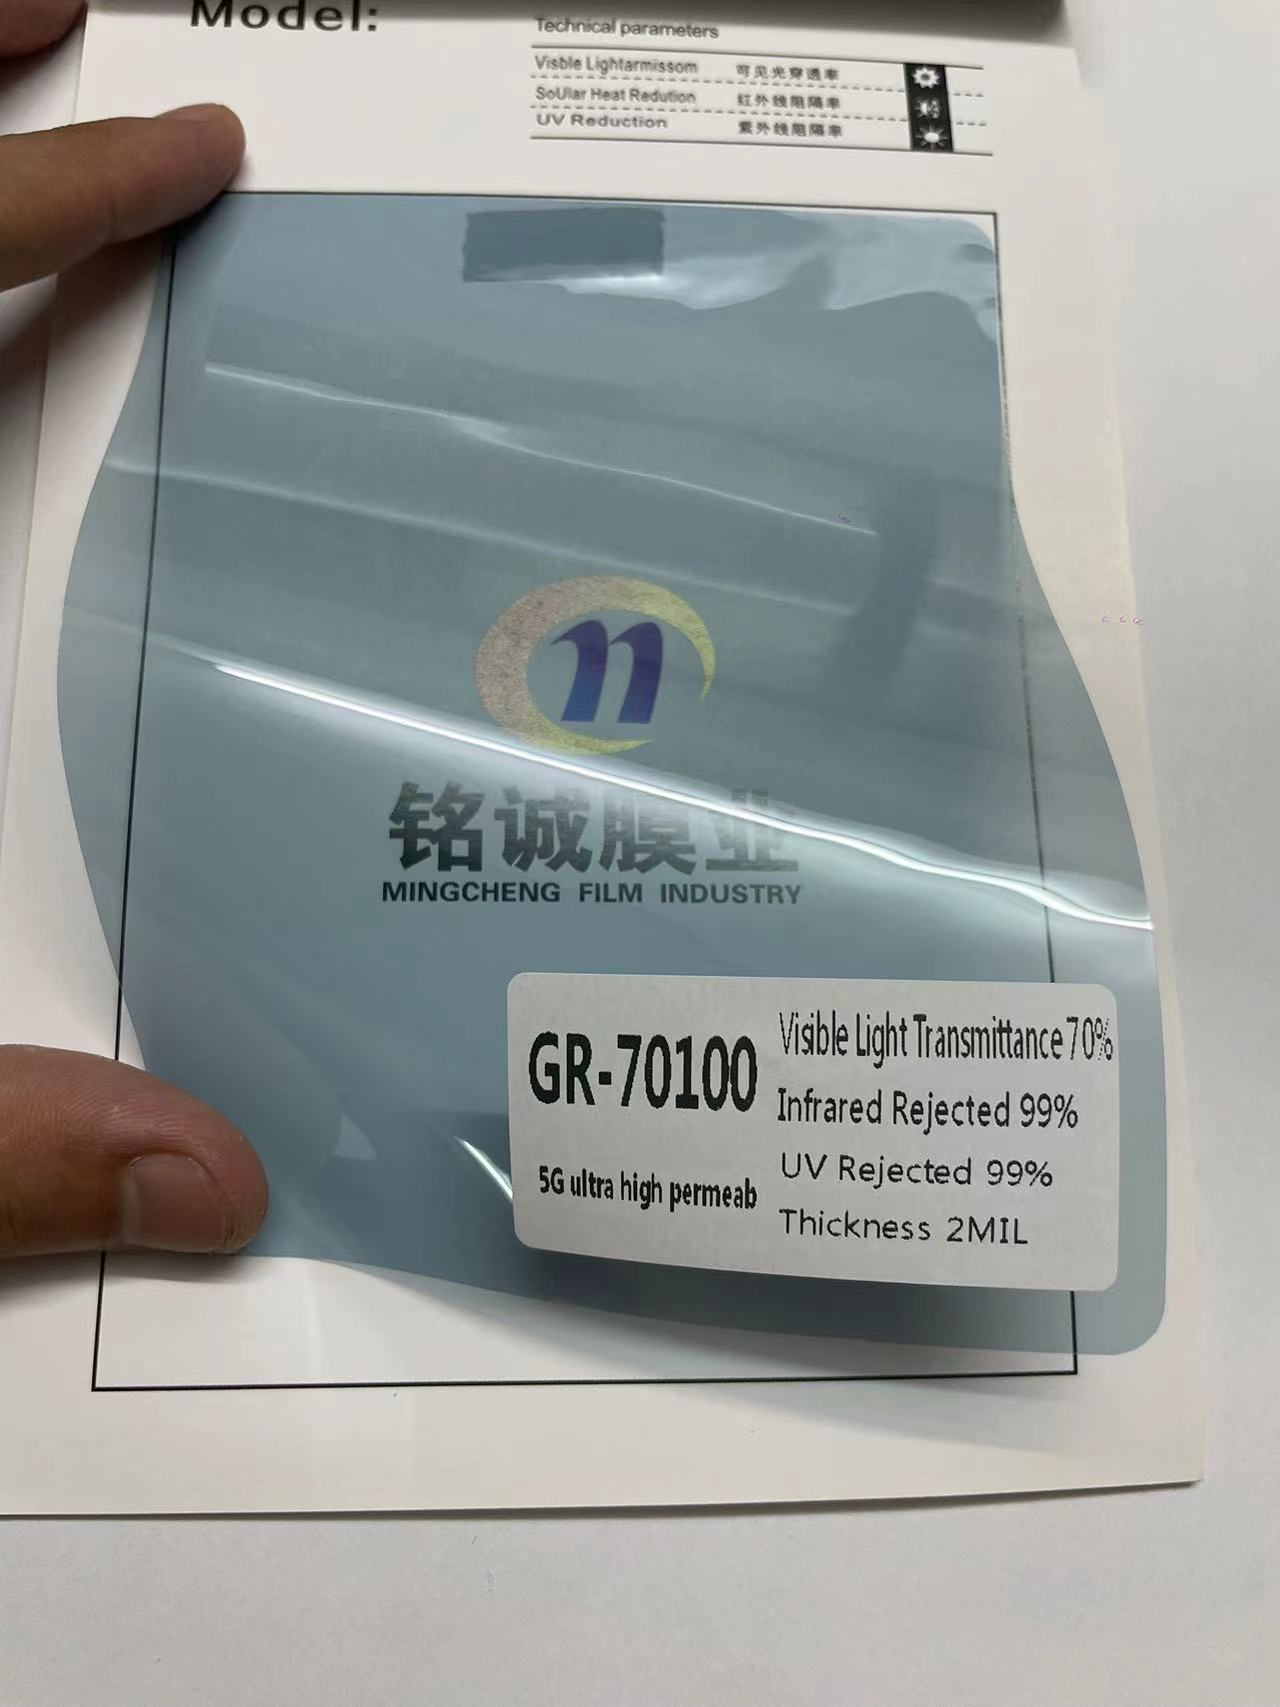 Model:
Technical parameters
Visble Lightarmissom 可见光穿透率
SoUlar Heat Redution 红外线阻隔率
UV Reduction 紫外线阻隔率
n
铭诚膜业
MINGCHENG FILM INDUSTRY
GR-70100
5G ultra high permeab
Visible Light Transmittance 70%
Infrared Rejected 99%
UV Rejected 99%
Thickness 2MIL